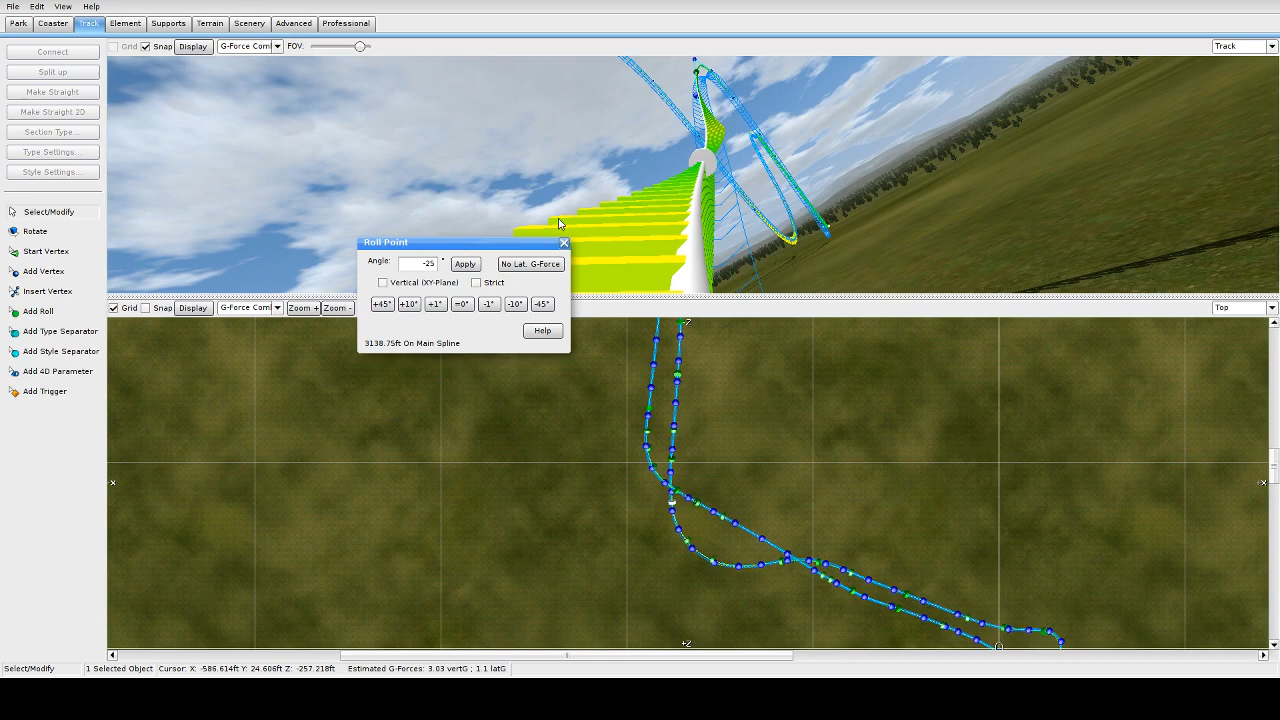 File Edit View Help
Park Coaster Track Element Supports Terrain Scenery Advanced Professional
Connect
Split up
Make Straight
Make Straight 2D
Section Type...
Type Settings...
Style Settings...
Select/Modify
Rotate
Start Vertex
Add Vertex
Insert Vertex
Add Roll
Add Type Separator
Add Style Separator
Add 4D Parameter
Add Trigger
Grid Snap Display G-Force Com FOV: Track
Roll Point
Angle: -25 ° Apply No Lat. G-Force
Vertical (XY-Plane) Strict
+45° +10° +1° =0° -1° -10° -45°
Help
3138.75ft On Main Spline
Grid Snap Display G-Force Com Zoom + Zoom - Top
-Z
x
x
+Z
Select/Modify 1 Selected Object Cursor: X: -586.614ft Y: 24.606ft Z: -257.218ft Estimated G-Forces: 3.03 vertG ; 1.1 latG